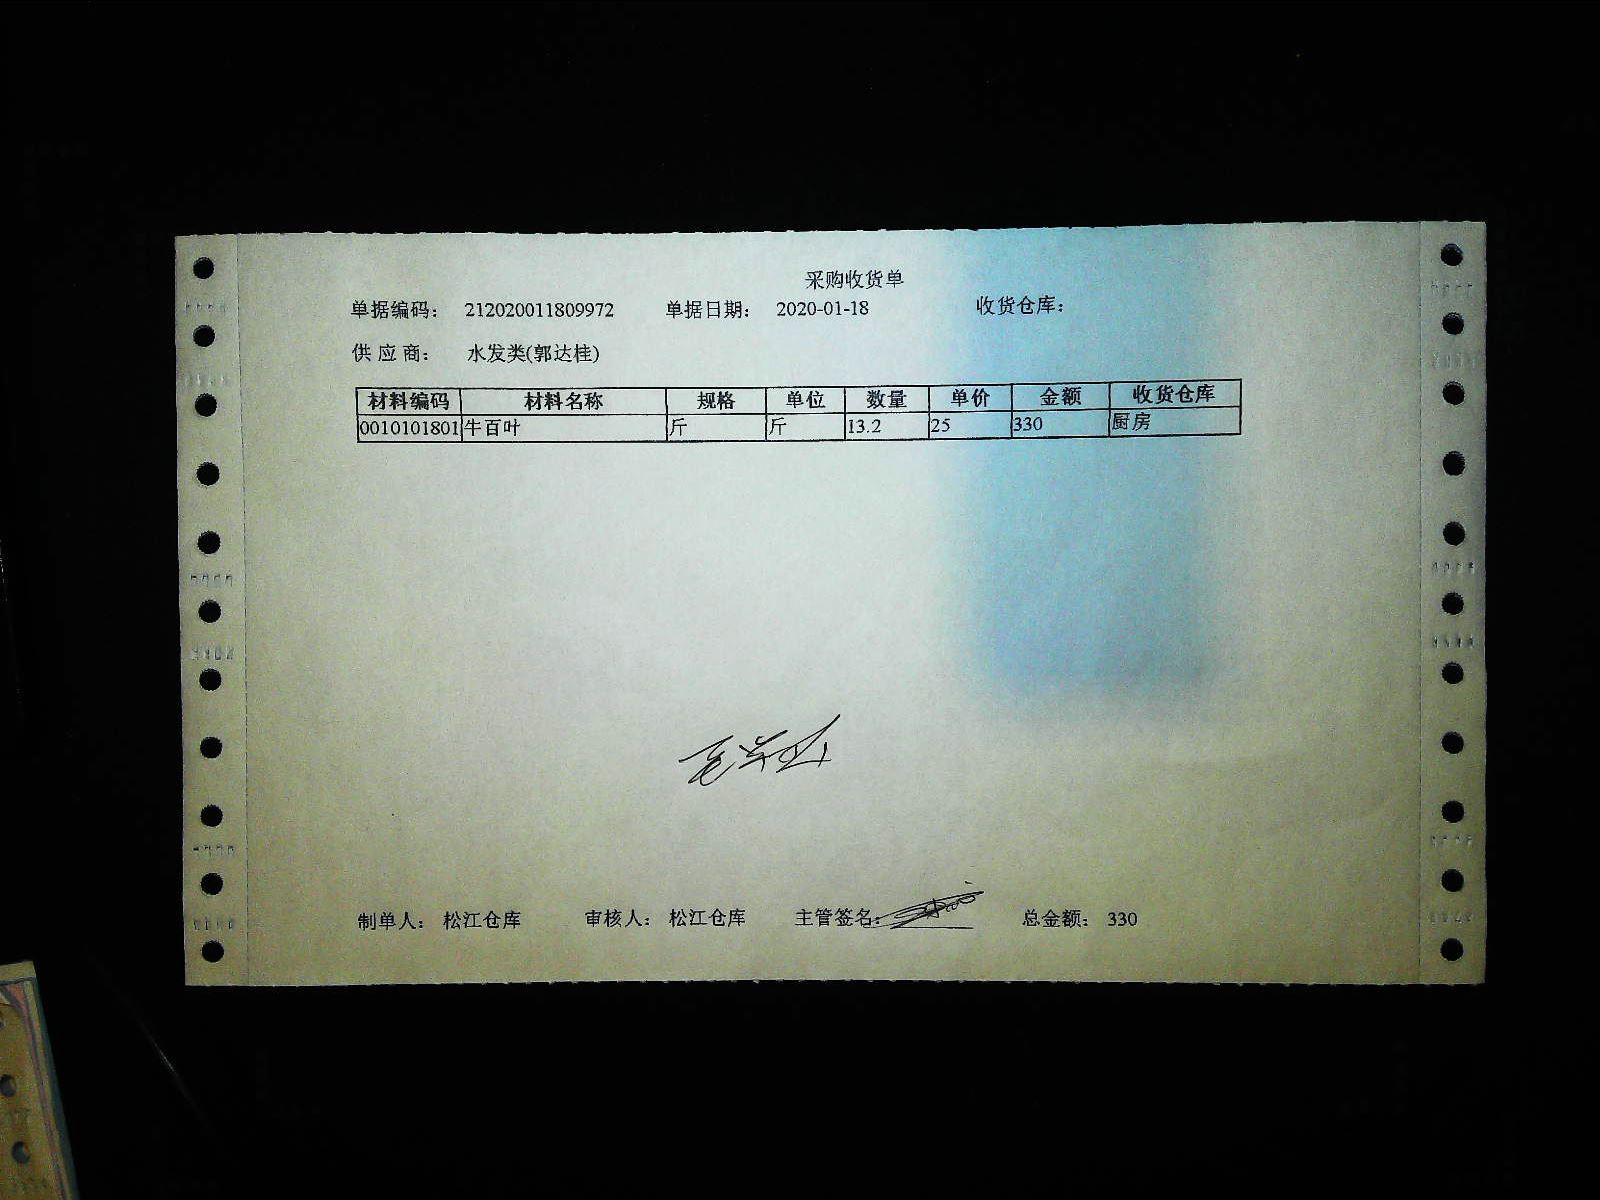 采购收货单
单据编码： 212020011809972 单据日期： 2020-01-18 收货仓库：
供应商： 水发类(郭达桂)
材料编码 材料名称 规格 单位 数量 单价 金额 收货仓库
0010101801 牛百叶 斤 斤 13.2 25 330 厨房
制单人： 松江仓库 审核人： 松江仓库 主管签名： 总金额： 330